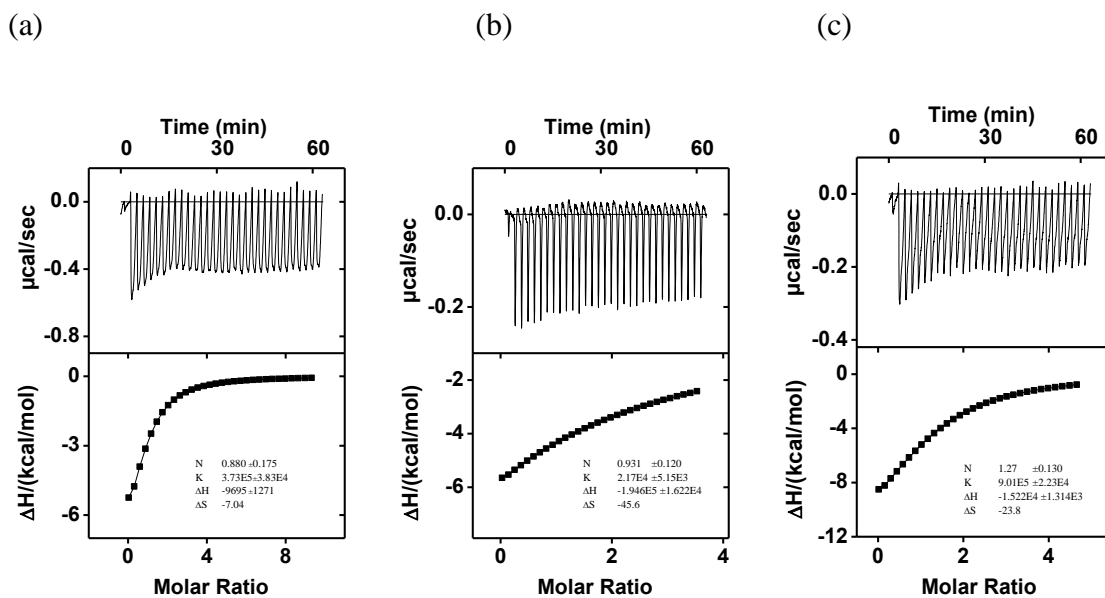 (a)
Time (min)
0 30 60
0.0
-0.4
-0.8
µcal/sec
0
-3
-6
ΔH/(kcal/mol)
N 0.880 ±0.175
K 3.73E5±3.83E4
ΔH -9695 ±1271
ΔS -7.04
0 4 8
Molar Ratio
(b)
Time (min)
0 30 60
0.0
-0.2
µcal/sec
-2
-4
-6
ΔH/(kcal/mol)
N 0.931 ±0.120
K 2.17E4 ±5.15E3
ΔH -1.946E5 ±1.622E4
ΔS -45.6
0 2 4
Molar Ratio
(c)
Time (min)
0 30 60
0.0
-0.2
-0.4
µcal/sec
0
-4
-8
-12
ΔH/(kcal/mol)
N 1.27 ±0.130
K 9.01E5 ±2.23E4
ΔH -1.522E4 ±1.314E3
ΔS -23.8
0 2 4
Molar Ratio